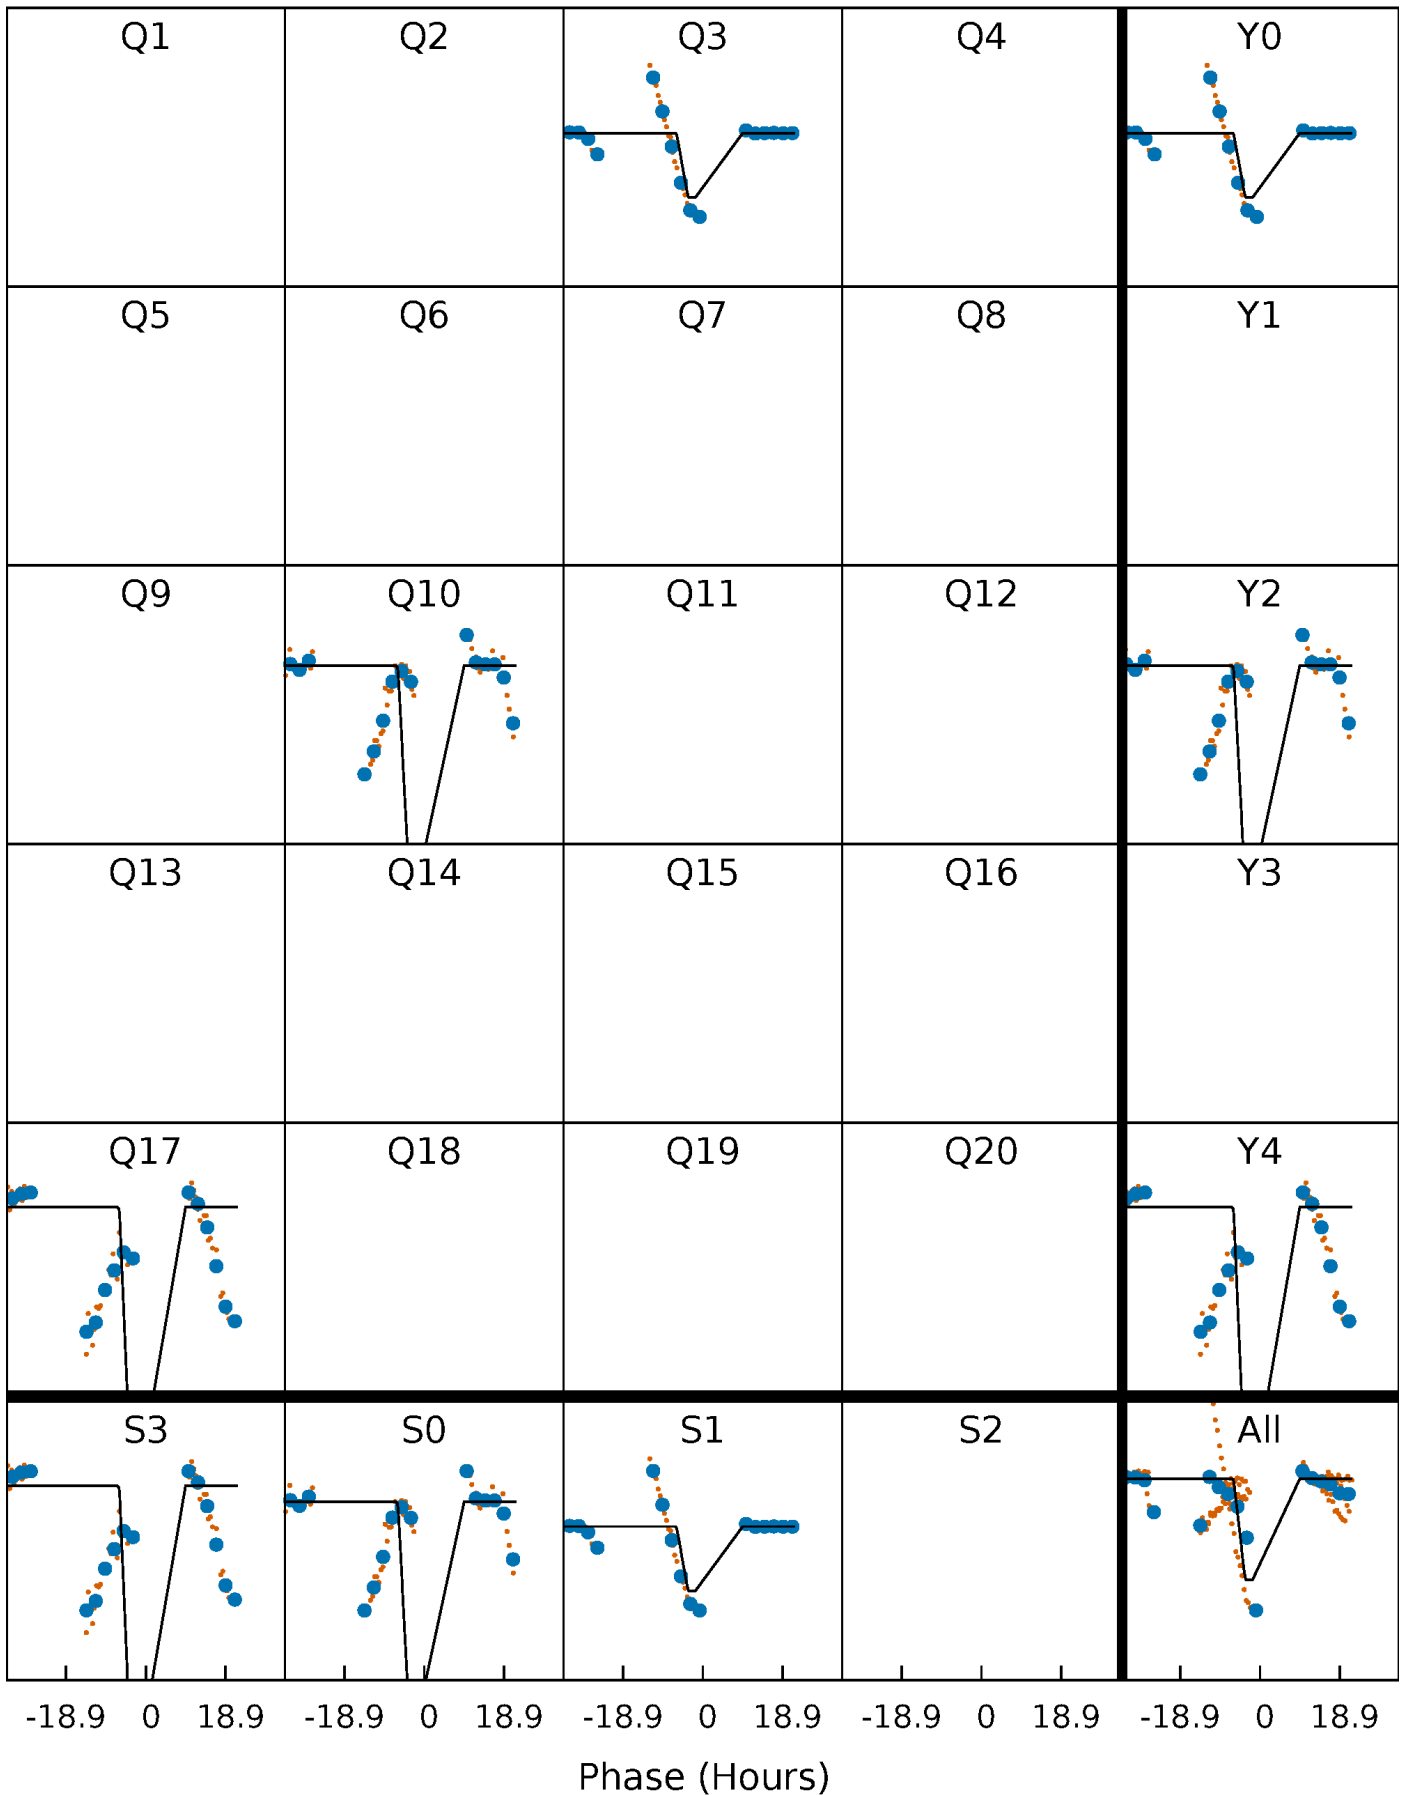 Q1 Q2 Q3 Q4 Y0
Q5 Q6 Q7 Q8 Y1
Q9 Q10 Q11 Q12 Y2
Q13 Q14 Q15 Q16 Y3
Q17 Q18 Q19 Q20 Y4
S3 S0 S1 S2 All
-18.9 0 18.9 -18.9 0 18.9 -18.9 0 18.9 -18.9 0 18.9 -18.9 0 18.9
Phase (Hours)